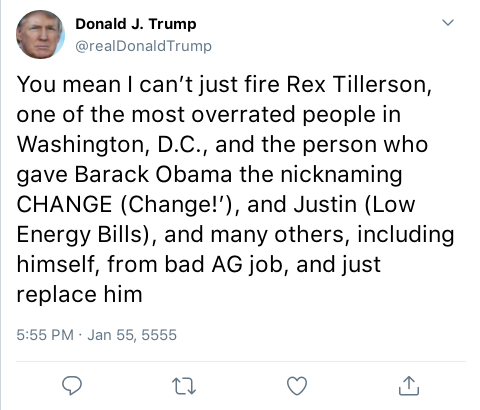 Donald J. Trump
@realDonaldTrump
You mean I can’t just fire Rex Tillerson,
one of the most overrated people in
Washington, D.C., and the person who
gave Barack Obama the nicknaming
CHANGE (Change!’), and Justin (Low
Energy Bills), and many others, including
himself, from bad AG job, and just
replace him
5:55 PM · Jan 55, 5555